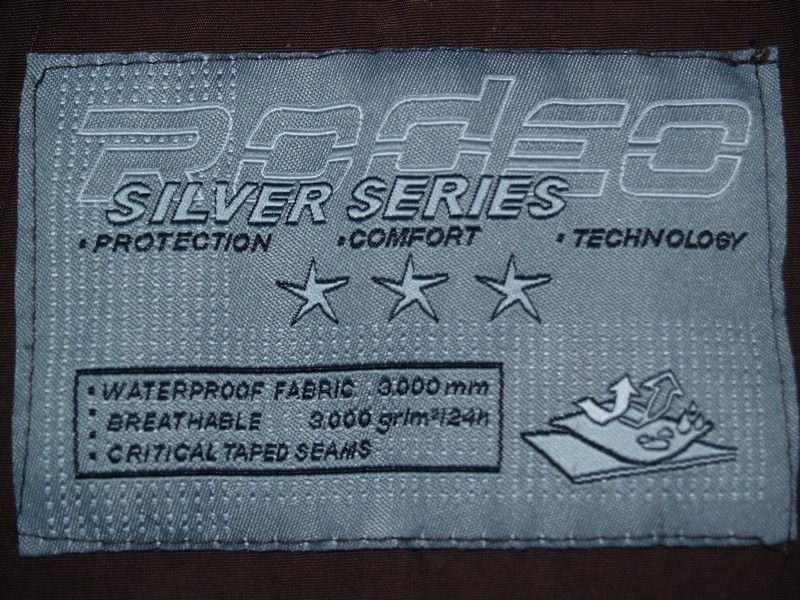 RODEO
SILVER SERIES
• PROTECTION • COMFORT • TECHNOLOGY
• WATERPROOF FABRIC 3.000 mm
• BREATHABLE 3.000 gr/m²/24h
• CRITICAL TAPED SEAMS